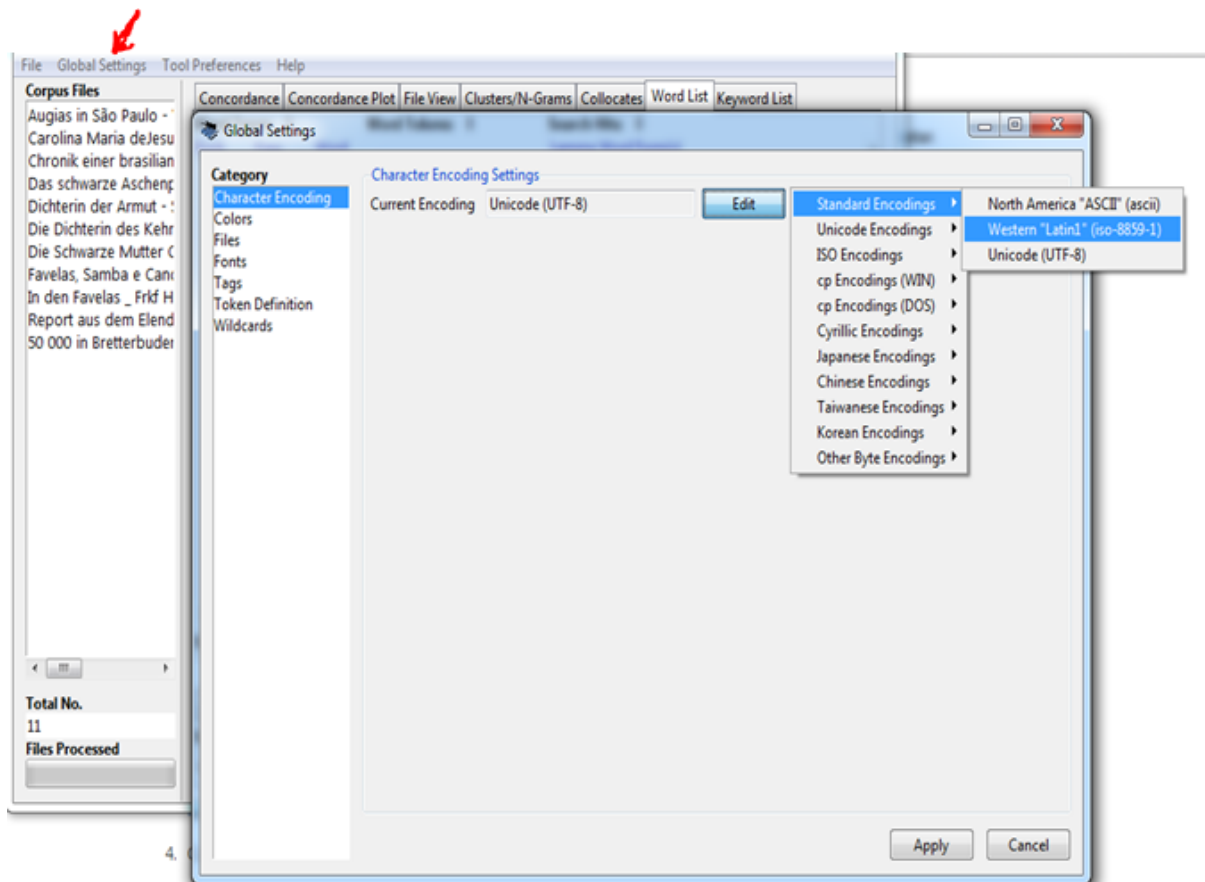 File Global Settings Tool Preferences Help
Corpus Files
Augias in São Paulo -
Carolina Maria deJesu
Chronik einer brasilian
Das schwarze Aschenp
Dichterin der Armut -
Die Dichterin des Kehr
Die Schwarze Mutter
Favelas, Samba e Canc
In den Favelas _ Frkf H
Report aus dem Elend
50 000 in Bretterbuder
Total No.
11
Files Processed
Concordance Concordance Plot File View Clusters/N-Grams Collocates Word List Keyword List
Global Settings
Category
Character Encoding
Colors
Files
Fonts
Tags
Token Definition
Wildcards
Character Encoding Settings
Current Encoding Unicode (UTF-8) Edit
Standard Encodings
Unicode Encodings
ISO Encodings
cp Encodings (WIN)
cp Encodings (DOS)
Cyrillic Encodings
Japanese Encodings
Chinese Encodings
Taiwanese Encodings
Korean Encodings
Other Byte Encodings
North America "ASCII" (ascii)
Western "Latin1" (iso-8859-1)
Unicode (UTF-8)
Apply Cancel
4.